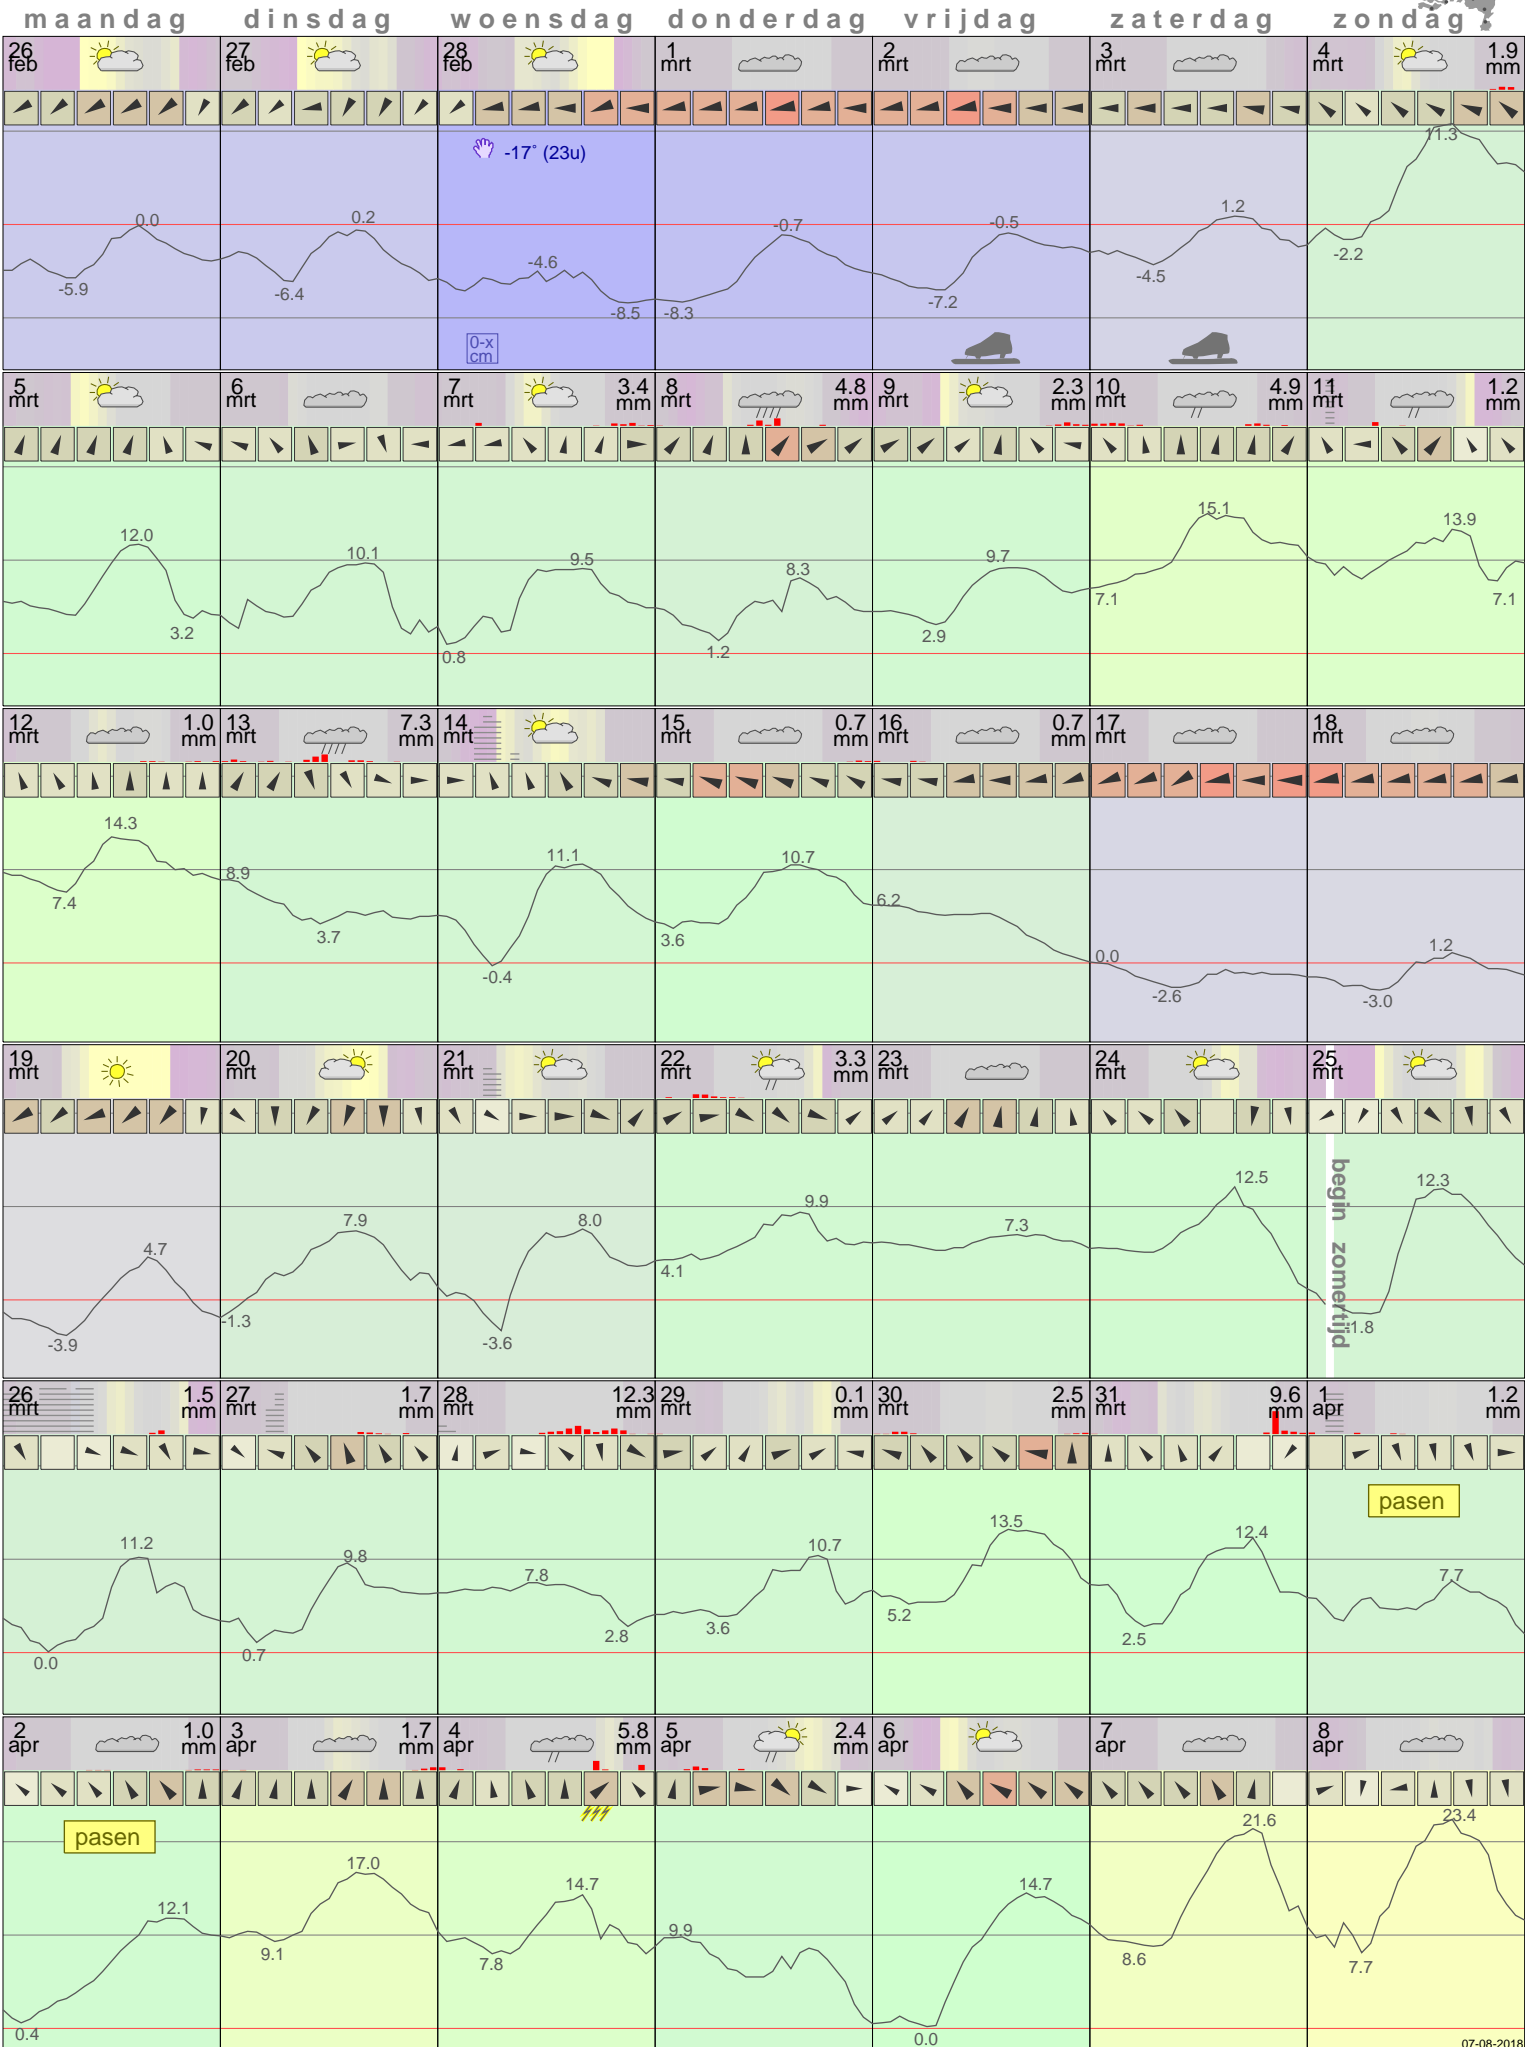 maandag dinsdag woensdag donderdag vrijdag zaterdag zondag
26 27 28 1 2 3 4 1.9
feb feb feb mrt mrt mrt mrt mm
-17° (23u)
11.3
0.0 0.2 -4.6 -0.7 -0.5 1.2
-5.9 -6.4 -8.5 -8.3 -7.2 -4.5 -2.2
0-x
cm
5 6 7 3.4 8 4.8 9 2.3 10 4.9 11 1.2
mrt mrt mrt mm mrt mm mrt mm mrt mm mrt mm
12.0 10.1 9.5 8.3 9.7 15.1 13.9
3.2 0.8 1.2 2.9 7.1 7.1
12 1.0 13 7.3 14 15 0.7 16 0.7 17 18
mrt mm mrt mm mrt mrt mm mrt mm mrt mrt
14.3 8.9 11.1 10.7 6.2 0.0 1.2
7.4 3.7 -0.4 3.6 -2.6 -3.0
19 20 21 22 3.3 23 24 25
mrt mrt mrt mrt mm mrt mrt mrt
4.7 7.9 8.0 9.9 7.3 12.5 12.3
-3.9 -1.3 -3.6 4.1 -1.8
begin zomertijd
26 1.5 27 1.7 28 12.3 29 0.1 30 2.5 31 9.6 1 1.2
mrt mm mrt mm mrt mm mrt mm mrt mm mrt mm apr mm
pasen
11.2 9.8 7.8 10.7 13.5 12.4 7.7
0.0 0.7 2.8 3.6 5.2 2.5
2 1.0 3 1.7 4 5.8 5 2.4 6 7 8
apr mm apr mm apr mm apr mm apr apr apr
pasen
12.1 17.0 14.7 9.9 14.7 21.6 23.4
0.4 9.1 7.8 0.0 8.6 7.7
07-08-2018